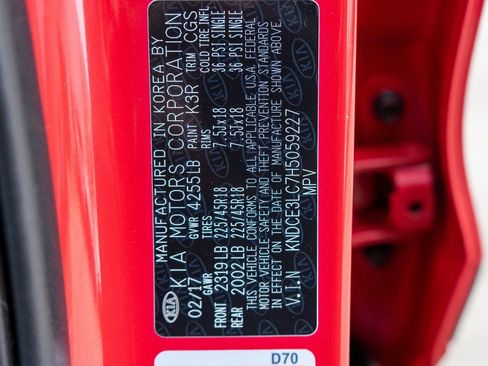 MANUFACTURED IN KOREA BY
KIA KIA MOTORS CORPORATION
02/17 GVWR 4255LB PAINT K3R TRIM CGS
GAWR TIRES RIMS COLD TIRE INFL
FRONT 2319LB 225/45R18 7.5Jx18 36 PSI SINGLE
REAR 2002LB 225/45R18 7.5Jx18 36 PSI SINGLE
THIS VEHICLE CONFORMS TO ALL APPLICABLE U.S.A. FEDERAL
MOTOR VEHICLE SAFETY AND THEFT PREVENTION STANDARDS
IN EFFECT ON THE DATE OF MANUFACTURE SHOWN ABOVE.
V.I.N KNDCE3LC7H5059227
MPV
D70